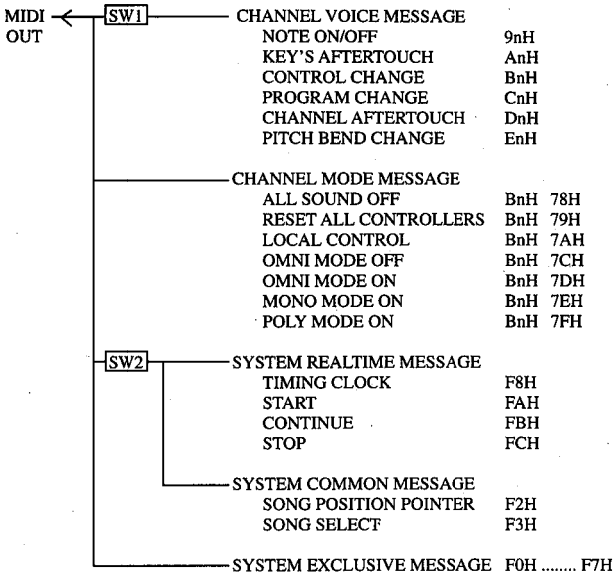 MIDI OUT SW1 CHANNEL VOICE MESSAGE
NOTE ON/OFF 9nH
KEY'S AFTERTOUCH AnH
CONTROL CHANGE BnH
PROGRAM CHANGE CnH
CHANNEL AFTERTOUCH DnH
PITCH BEND CHANGE EnH
CHANNEL MODE MESSAGE
ALL SOUND OFF BnH 78H
RESET ALL CONTROLLERS BnH 79H
LOCAL CONTROL BnH 7AH
OMNI MODE OFF BnH 7CH
OMNI MODE ON BnH 7DH
MONO MODE ON BnH 7EH
POLY MODE ON BnH 7FH
SW2 SYSTEM REALTIME MESSAGE
TIMING CLOCK F8H
START FAH
CONTINUE FBH
STOP FCH
SYSTEM COMMON MESSAGE
SONG POSITION POINTER F2H
SONG SELECT F3H
SYSTEM EXCLUSIVE MESSAGE F0H ........ F7H